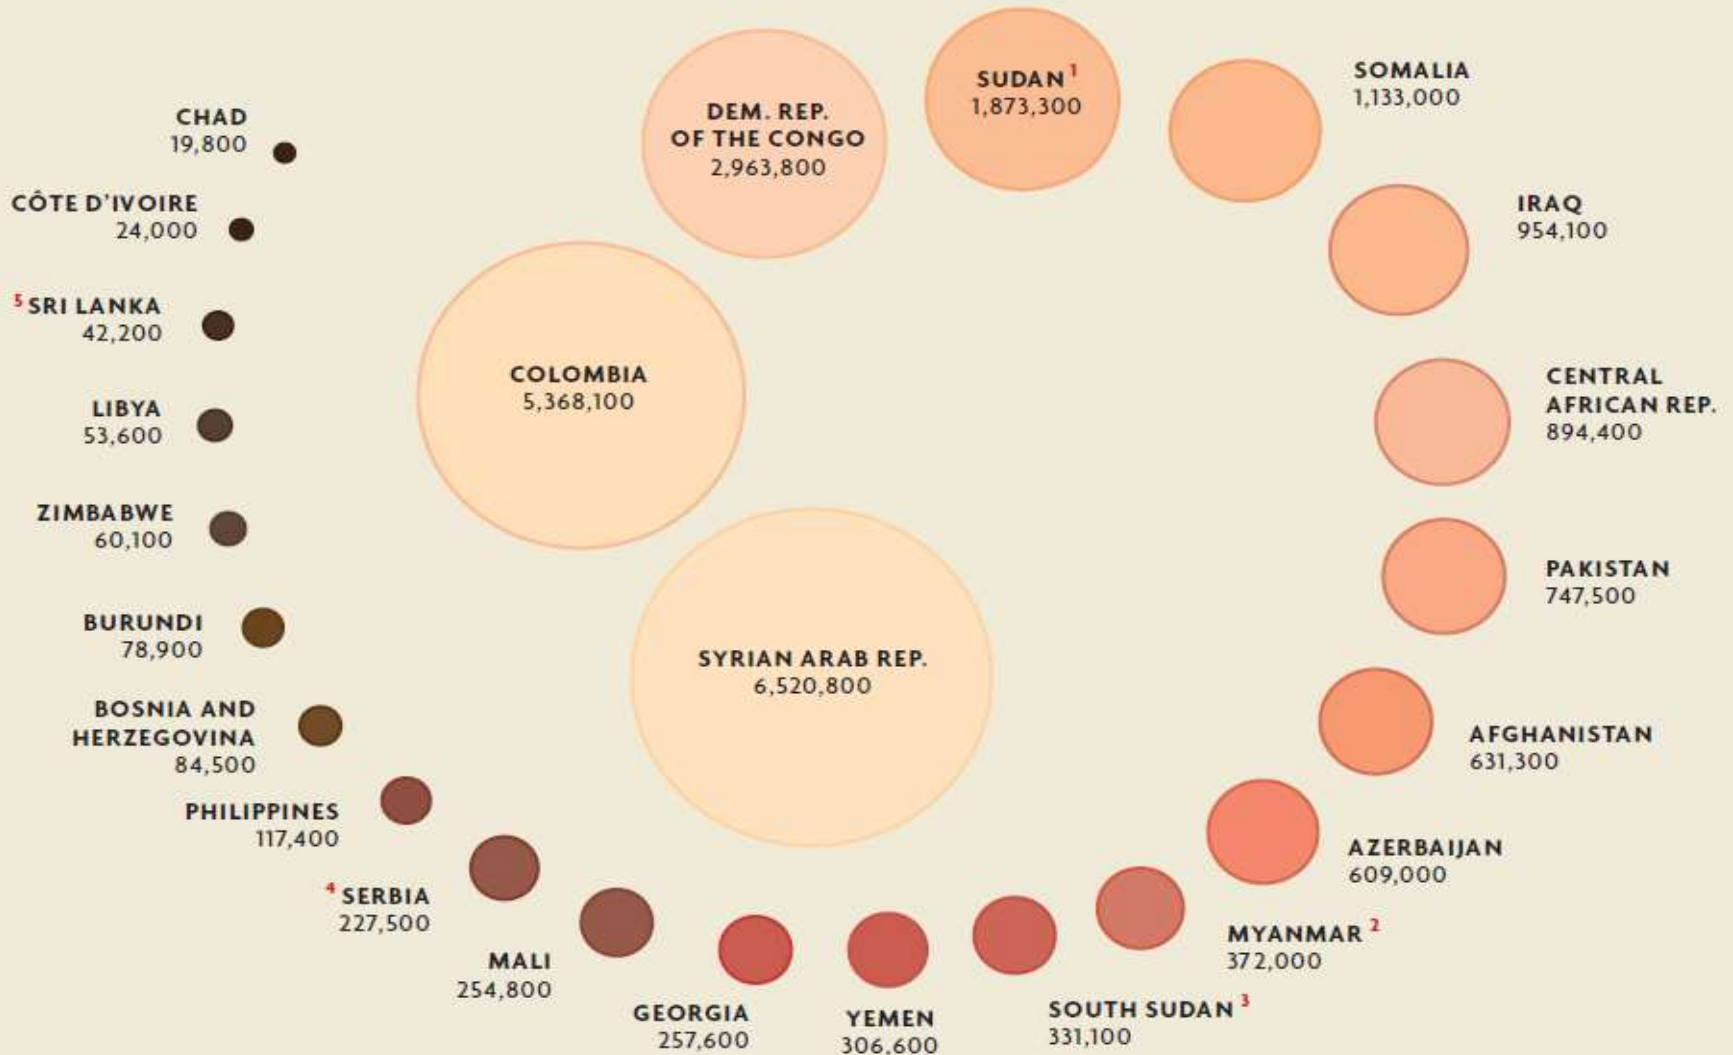 SUDAN 1
1,873,300
SOMALIA
1,133,000
DEM. REP.
OF THE CONGO
2,963,800
CHAD
19,800
CÔTE D'IVOIRE
24,000
IRAQ
954,100
5 SRI LANKA
42,200
COLOMBIA
5,368,100
CENTRAL
AFRICAN REP.
894,400
LIBYA
53,600
ZIMBABWE
60,100
PAKISTAN
747,500
BURUNDI
78,900
SYRIAN ARAB REP.
6,520,800
BOSNIA AND
HERZEGOVINA
84,500
AFGHANISTAN
631,300
PHILIPPINES
117,400
AZERBAIJAN
609,000
4 SERBIA
227,500
MYANMAR 2
372,000
MALI
254,800
GEORGIA
257,600
YEMEN
306,600
SOUTH SUDAN 3
331,100